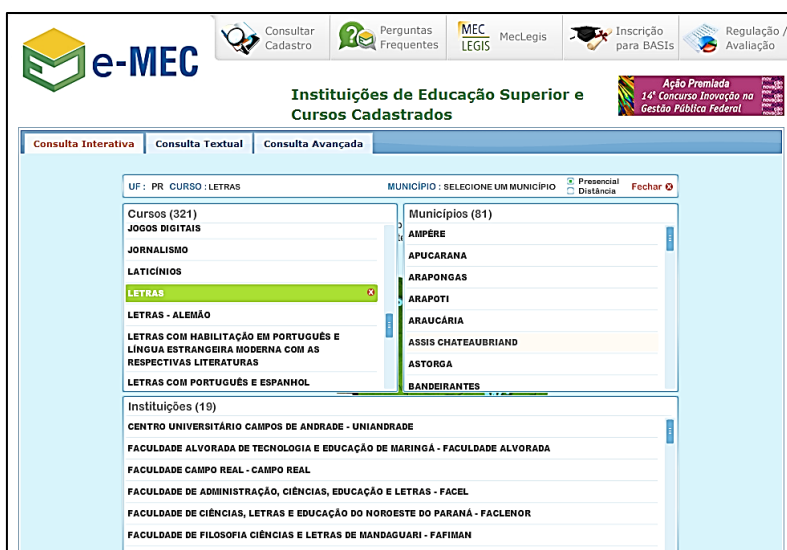 e-MEC
Consultar
Cadastro
Perguntas
Frequentes
MEC
LEGIS
MecLegis
Inscrição
para BASIs
Regulação /
Avaliação
Instituições de Educação Superior e
Cursos Cadastrados
Ação Premiada
14º Concurso Inovação na
Gestão Pública Federal
Consulta Interativa
Consulta Textual
Consulta Avançada
UF : PR CURSO : LETRAS
MUNICÍPIO : SELECIONE UM MUNICÍPIO
Presencial
Distância
Fechar
Cursos (321)
JOGOS DIGITAIS
JORNALISMO
LATICÍNIOS
LETRAS
LETRAS - ALEMÃO
LETRAS COM HABILITAÇÃO EM PORTUGUÊS E
LÍNGUA ESTRANGEIRA MODERNA COM AS
RESPECTIVAS LITERATURAS
LETRAS COM PORTUGUÊS E ESPANHOL
Municípios (81)
AMPÉRE
APUCARANA
ARAPONGAS
ARAPOTI
ARAUCÁRIA
ASSIS CHATEAUBRIAND
ASTORGA
BANDEIRANTES
Instituições (19)
CENTRO UNIVERSITÁRIO CAMPOS DE ANDRADE - UNIANDRADE
FACULDADE ALVORADA DE TECNOLOGIA E EDUCAÇÃO DE MARINGÁ - FACULDADE ALVORADA
FACULDADE CAMPO REAL - CAMPO REAL
FACULDADE DE ADMINISTRAÇÃO, CIÊNCIAS, EDUCAÇÃO E LETRAS - FACEL
FACULDADE DE CIÊNCIAS, LETRAS E EDUCAÇÃO DO NOROESTE DO PARANÁ - FACLENOR
FACULDADE DE FILOSOFIA CIÊNCIAS E LETRAS DE MANDAGUARI - FAFIMAN